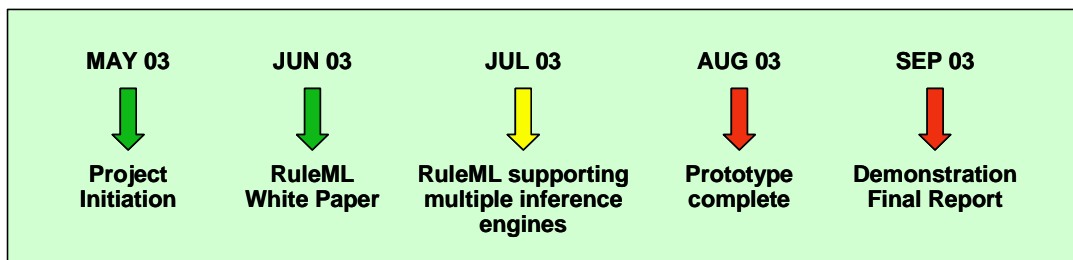 MAY 03
JUN 03
JUL 03
AUG 03
SEP 03
Project
Initiation
RuleML
White Paper
RuleML supporting
multiple inference
engines
Prototype
complete
Demonstration
Final Report